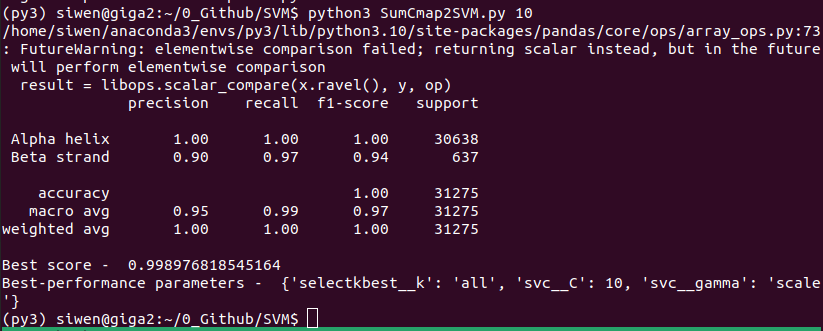 (py3) siwen@giga2:~/0_Github/SVM$ python3 SumCmap2SVM.py 10
/home/siwen/anaconda3/envs/py3/lib/python3.10/site-packages/pandas/core/ops/array_ops.py:73
: FutureWarning: elementwise comparison failed; returning scalar instead, but in the future
 will perform elementwise comparison
  result = libops.scalar_compare(x.ravel(), y, op)
              precision    recall  f1-score   support

 Alpha helix       1.00      1.00      1.00     30638
 Beta strand       0.90      0.97      0.94       637

    accuracy                           1.00     31275
   macro avg       0.95      0.99      0.97     31275
weighted avg       1.00      1.00      1.00     31275

Best score -  0.998976818545164
Best-performance parameters -  {'selectkbest__k': 'all', 'svc__C': 10, 'svc__gamma': 'scale
'}
(py3) siwen@giga2:~/0_Github/SVM$